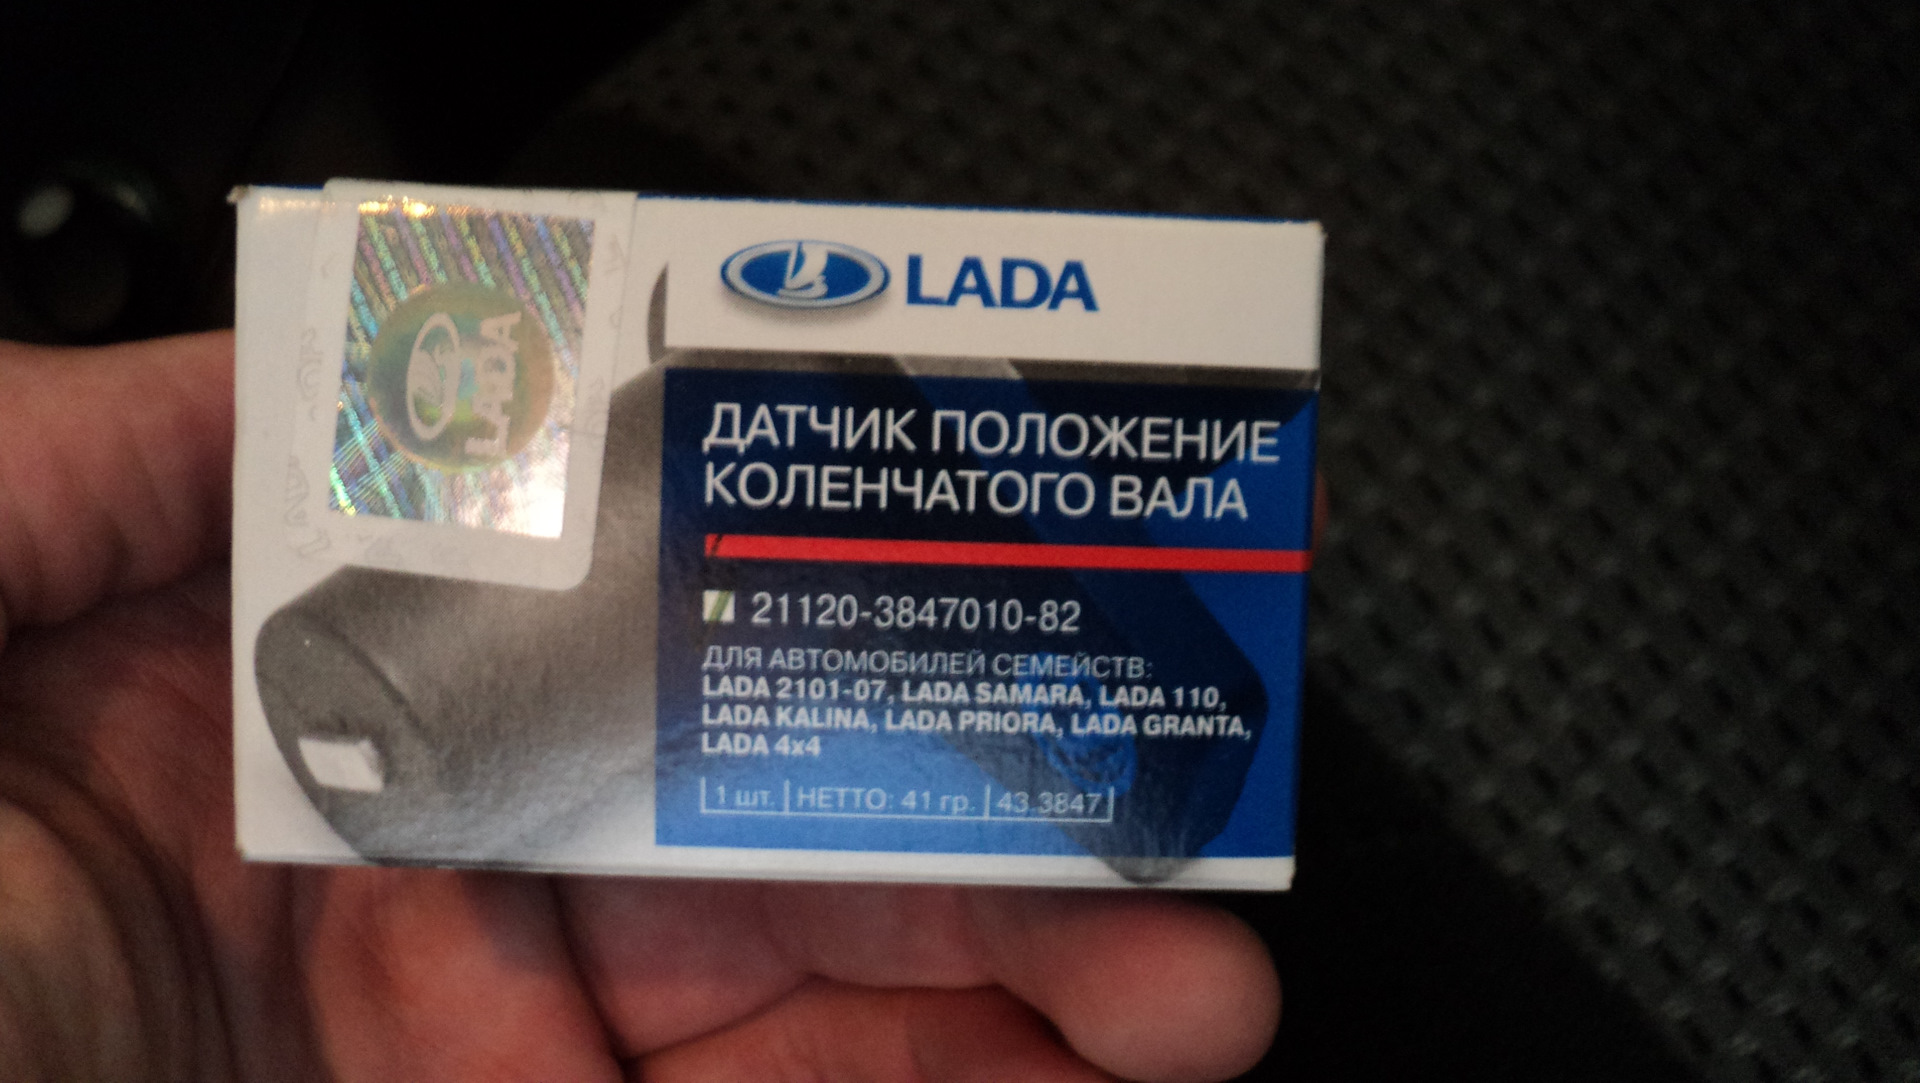 LADA
LADA
ДАТЧИК ПОЛОЖЕНИЕ
КОЛЕНЧАТОГО ВАЛА
21120-3847010-82
ДЛЯ АВТОМОБИЛЕЙ СЕМЕЙСТВ:
LADA 2101-07, LADA SAMARA, LADA 110,
LADA KALINA, LADA PRIORA, LADA GRANTA,
LADA 4x4
1 шт. НЕТТО: 41 гр. 43.3847